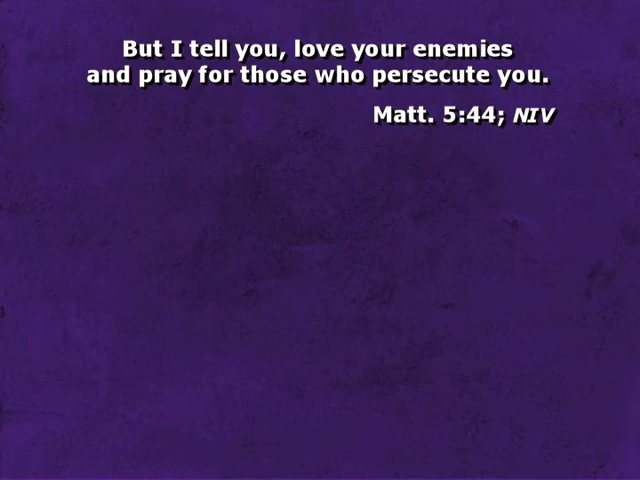 But I tell you, love your enemies
and pray for those who persecute you.
Matt. 5:44; NIV